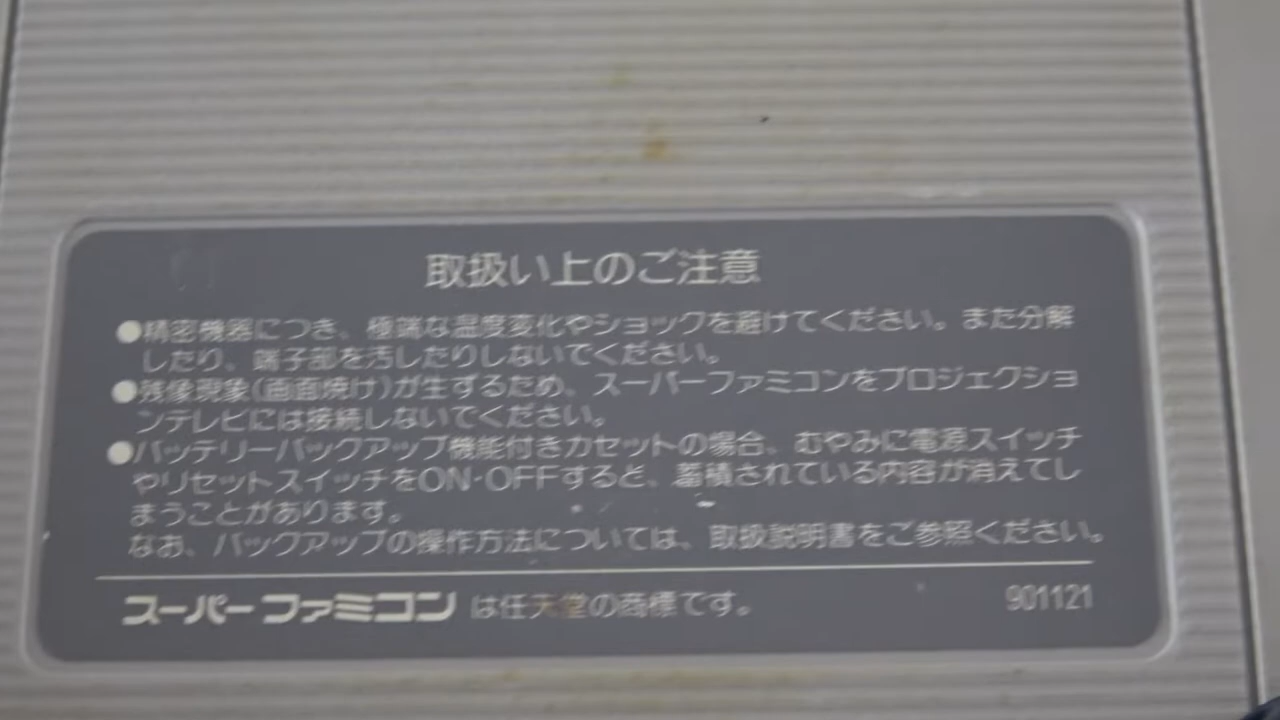 取扱い上のご注意
●精密機器につき、極端な温度変化やショックを避けてください。また分解
したり、端子部を汚したりしないでください。
●残像現象(画面焼け)が生ずるため、スーパーファミコンをプロジェクショ
ンテレビには接続しないでください。
●バッテリーバックアップ機能付きカセットの場合、むやみに電源スイッチ
やリセットスイッチをON・OFFすると、蓄積されている内容が消えてし
まうことがあります。
なお、バックアップの操作方法については、取扱説明書をご参照ください。
スーパーファミコン は任天堂の商標です。
901121